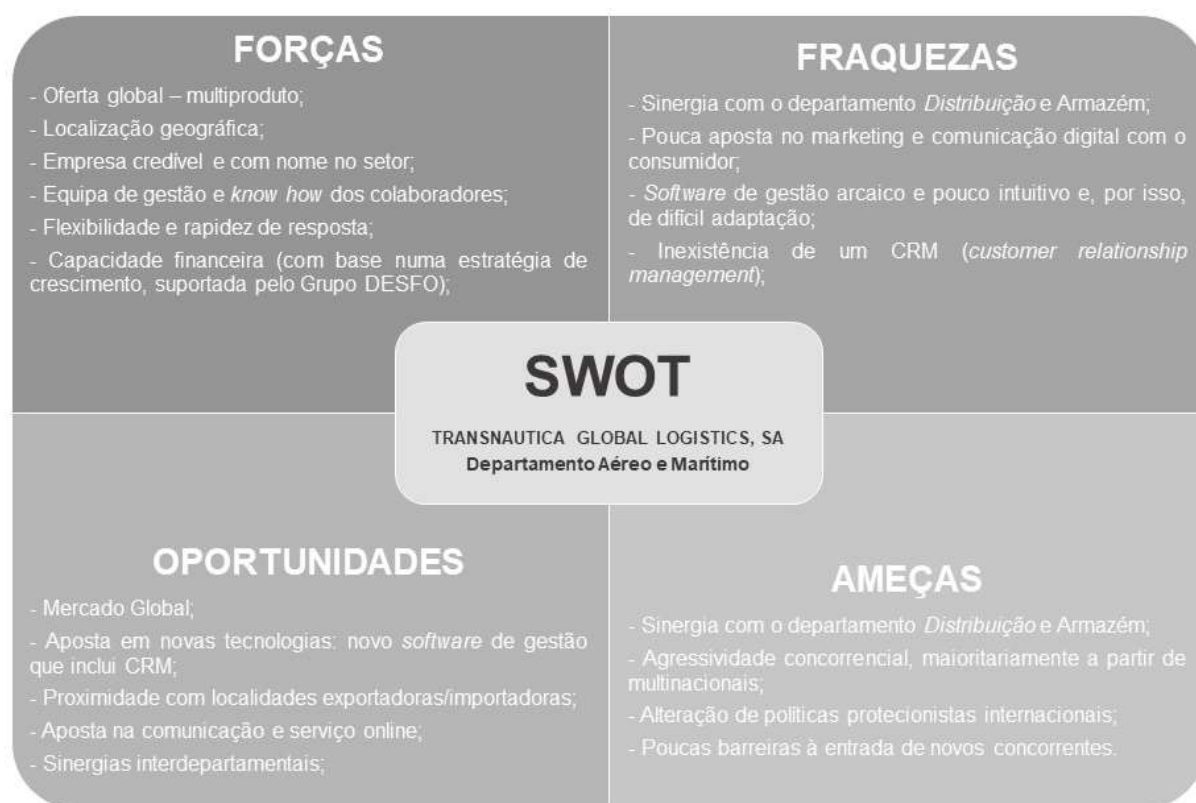 FORÇAS
- Oferta global – multiproduto;
- Localização geográfica;
- Empresa credível e com nome no setor;
- Equipa de gestão e know how dos colaboradores;
- Flexibilidade e rapidez de resposta;
- Capacidade financeira (com base numa estratégia de
crescimento, suportada pelo Grupo DESFO);
FRAQUEZAS
- Sinergia com o departamento Distribuição e Armazém;
- Pouca aposta no marketing e comunicação digital com o
consumidor;
- Software de gestão arcaico e pouco intuitivo e, por isso,
de difícil adaptação;
- Inexistência de um CRM (customer relationship
management);
SWOT
TRANSNAUTICA GLOBAL LOGISTICS, SA
Departamento Aéreo e Marítimo
OPORTUNIDADES
- Mercado Global;
- Aposta em novas tecnologias: novo software de gestão
que inclui CRM;
- Proximidade com localidades exportadoras/importadoras;
- Aposta na comunicação e serviço online;
- Sinergias interdepartamentais;
AMEÇAS
- Sinergia com o departamento Distribuição e Armazém;
- Agressividade concorrencial, maioritariamente a partir de
multinacionais;
- Alteração de políticas protecionistas internacionais;
- Poucas barreiras à entrada de novos concorrentes.